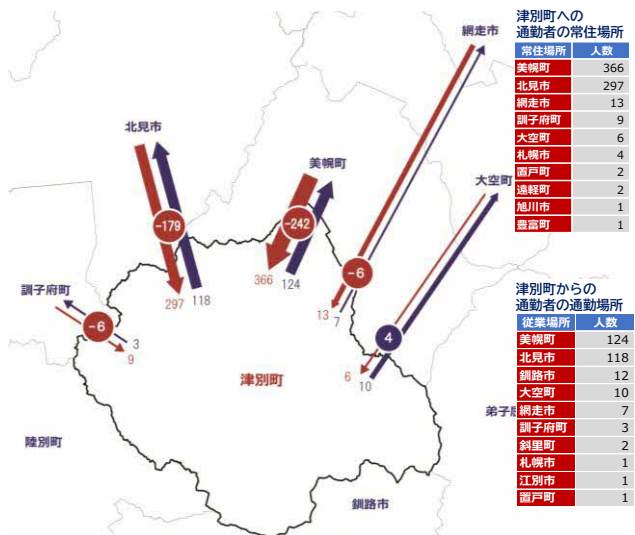 津別町への
通勤者の常住場所
常住場所 人数
美幌町 366
北見市 297
網走市 13
訓子府町 9
大空町 6
札幌市 4
置戸町 2
遠軽町 2
旭川市 1
豊富町 1
津別町からの
通勤者の通勤場所
従業場所 人数
美幌町 124
北見市 118
釧路市 12
大空町 10
網走市 7
訓子府町 3
斜里町 2
札幌市 1
江別市 1
置戸町 1
網走市
北見市
美幌町
大空町
-179
-242
366
124
297
118
-6
13
7
訓子府町
-6
3
9
4
6
10
津別町
弟子
陸別町
釧路市